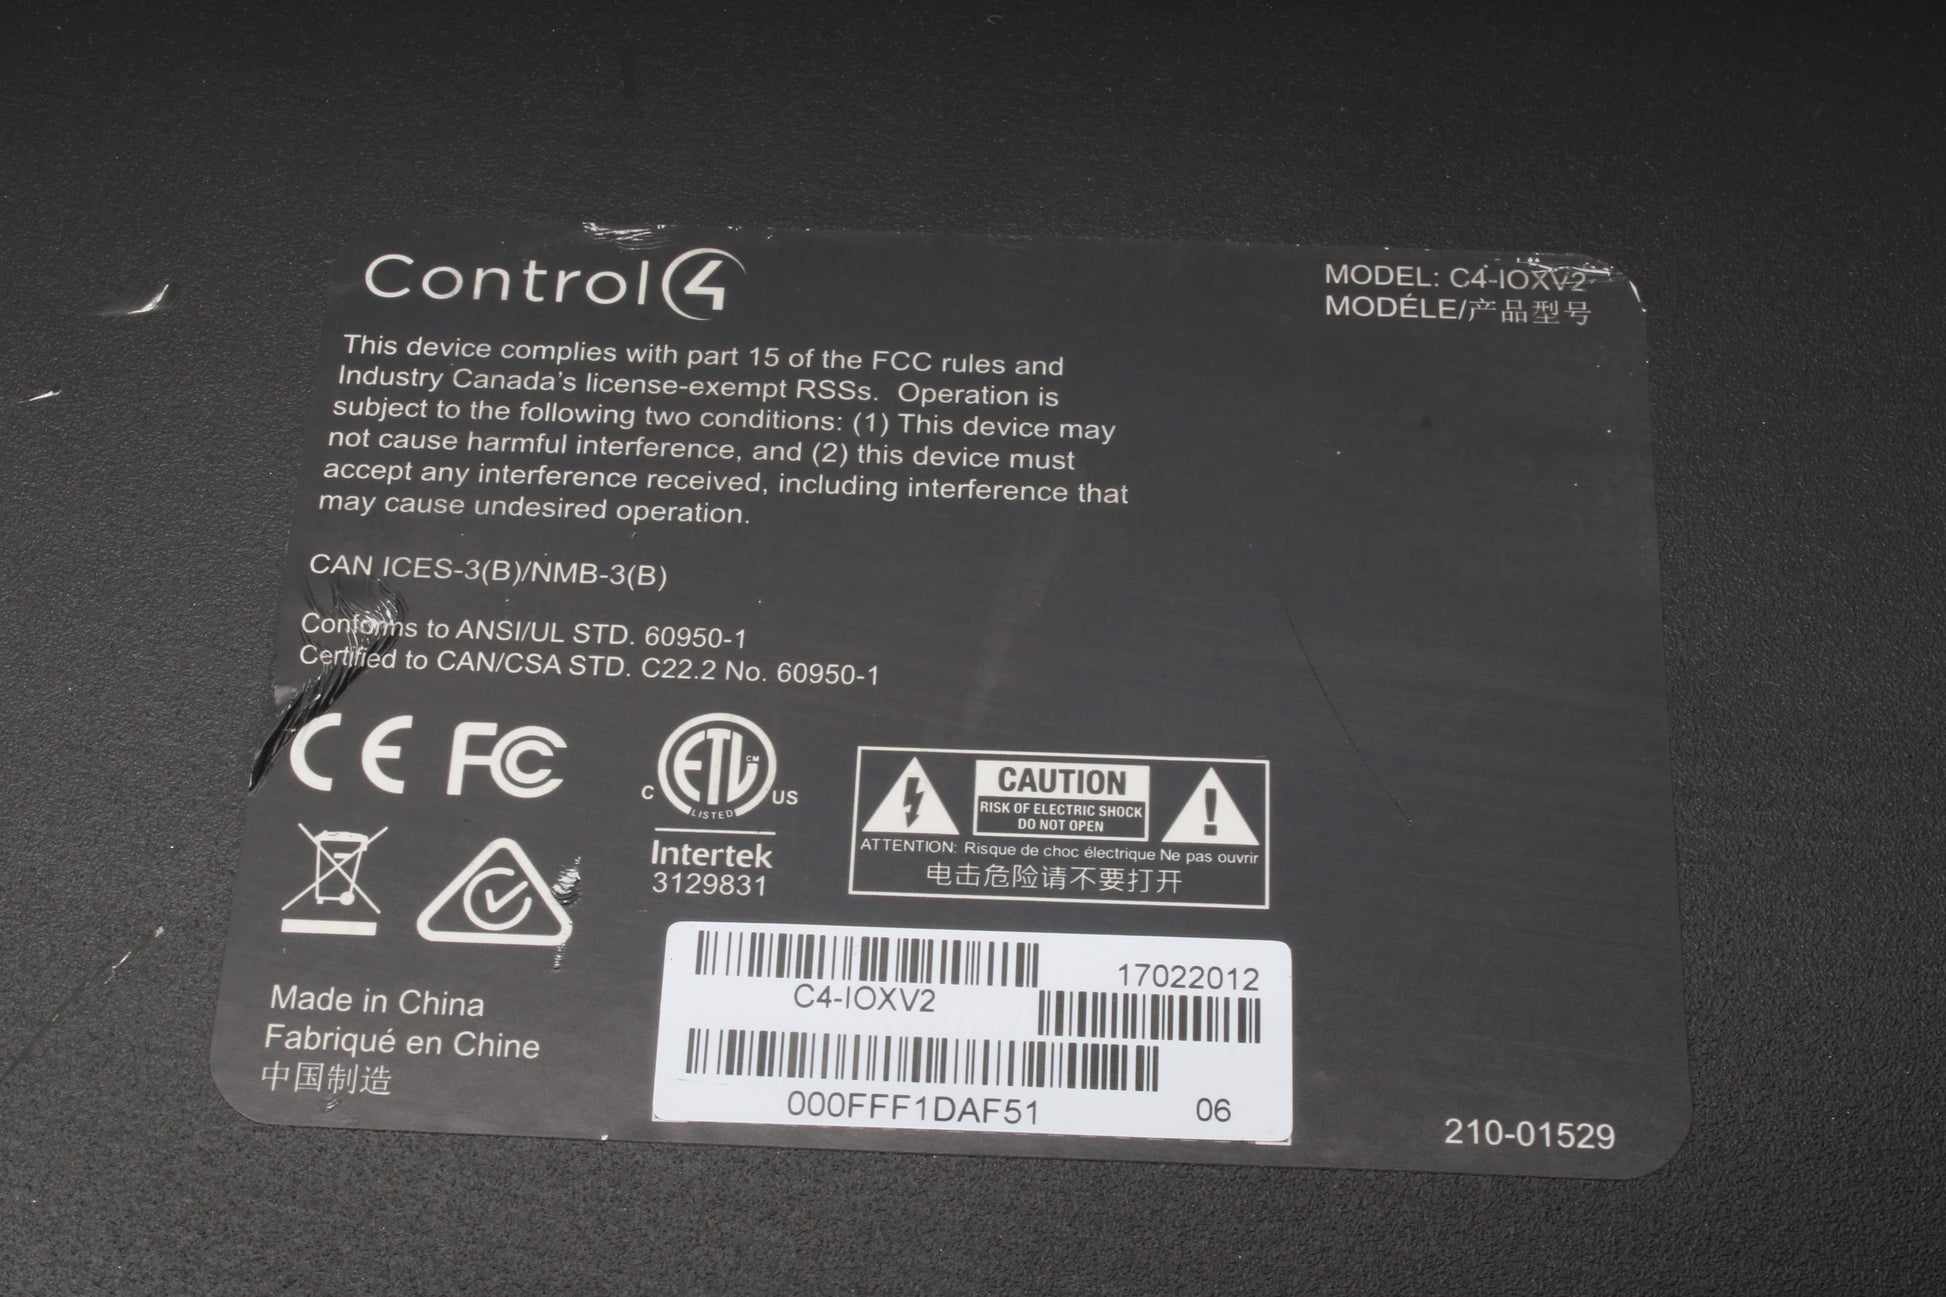 Control4
MODEL: C4-IOXV2
MODÉLE/产品型号
This device complies with part 15 of the FCC rules and
Industry Canada's license-exempt RSSs. Operation is
subject to the following two conditions: (1) This device may
not cause harmful interference, and (2) this device must
accept any interference received, including interference that
may cause undesired operation.
CAN ICES-3(B)/NMB-3(B)
Conforms to ANSI/UL STD. 60950-1
Certified to CAN/CSA STD. C22.2 No. 60950-1
CE FC
C ETL CM US
LISTED
Intertek
3129831
CAUTION
RISK OF ELECTRIC SHOCK
DO NOT OPEN
ATTENTION: Risque de choc électrique Ne pas ouvrir
电击危险请不要打开
Made in China
Fabriqué en Chine
中国制造
17022012
C4-IOXV2
000FFF1DAF51
06
210-01529